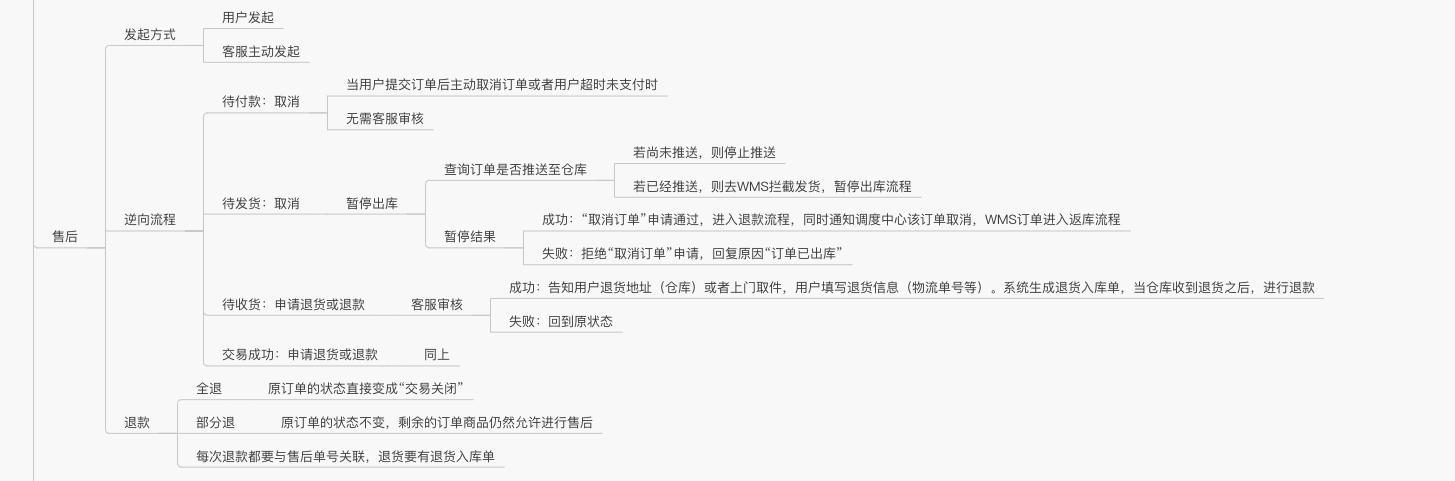 用户发起
发起方式
客服主动发起
当用户提交订单后主动取消订单或者用户超时未支付时
待付款：取消
无需客服审核
若尚未推送，则停止推送
查询订单是否推送至仓库
若已经推送，则去WMS拦截发货，暂停出库流程
待发货：取消
暂停出库
逆向流程
成功：“取消订单”申请通过，进入退款流程，同时通知调度中心该订单取消，WMS订单进入返库流程
售后
暂停结果
失败：拒绝“取消订单”申请，回复原因“订单已出库”
成功：告知用户退货地址（仓库）或者上门取件，用户填写退货信息（物流单号等）。系统生成退货入库单，当仓库收到退货之后，进行退款
待收货：申请退货或退款
客服审核
失败：回到原状态
交易成功：申请退货或退款
同上
全退
原订单的状态直接变成“交易关闭”
退款
部分退
原订单的状态不变，剩余的订单商品仍然允许进行售后
每次退款都要与售后单号关联，退货要有退货入库单